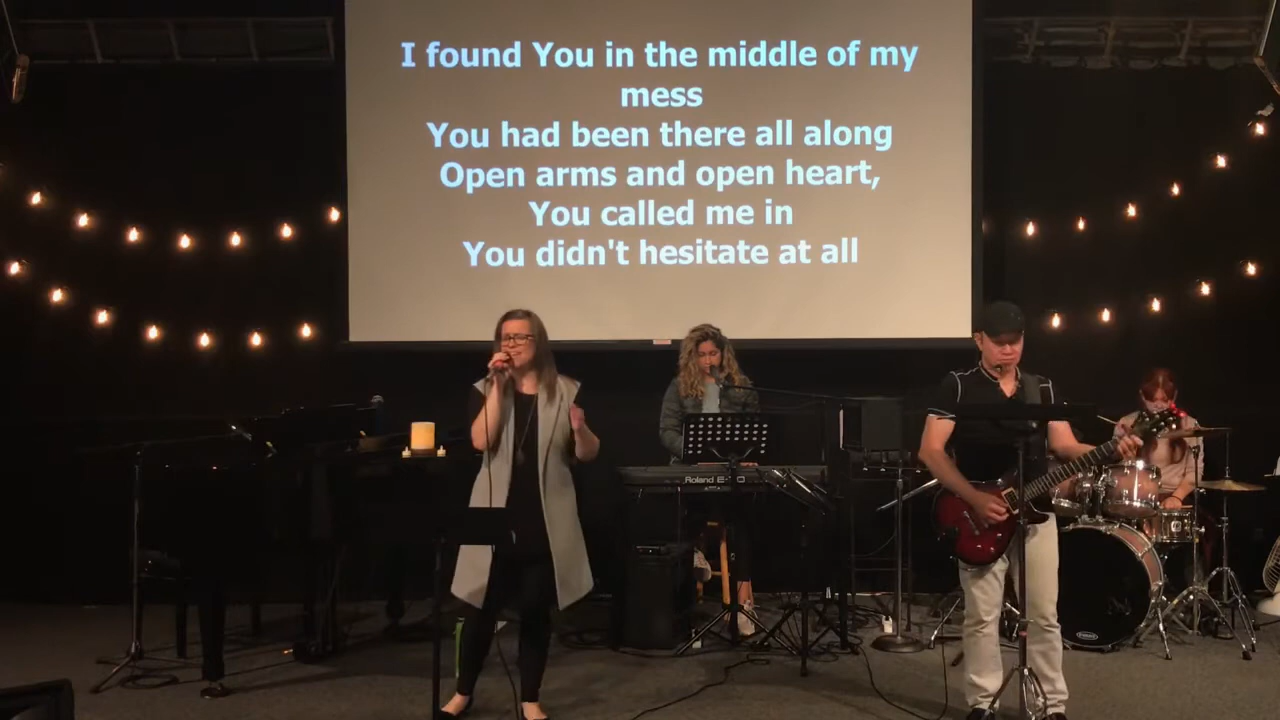 I found You in the middle of my
mess
You had been there all along
Open arms and open heart,
You called me in
You didn't hesitate at all
Roland